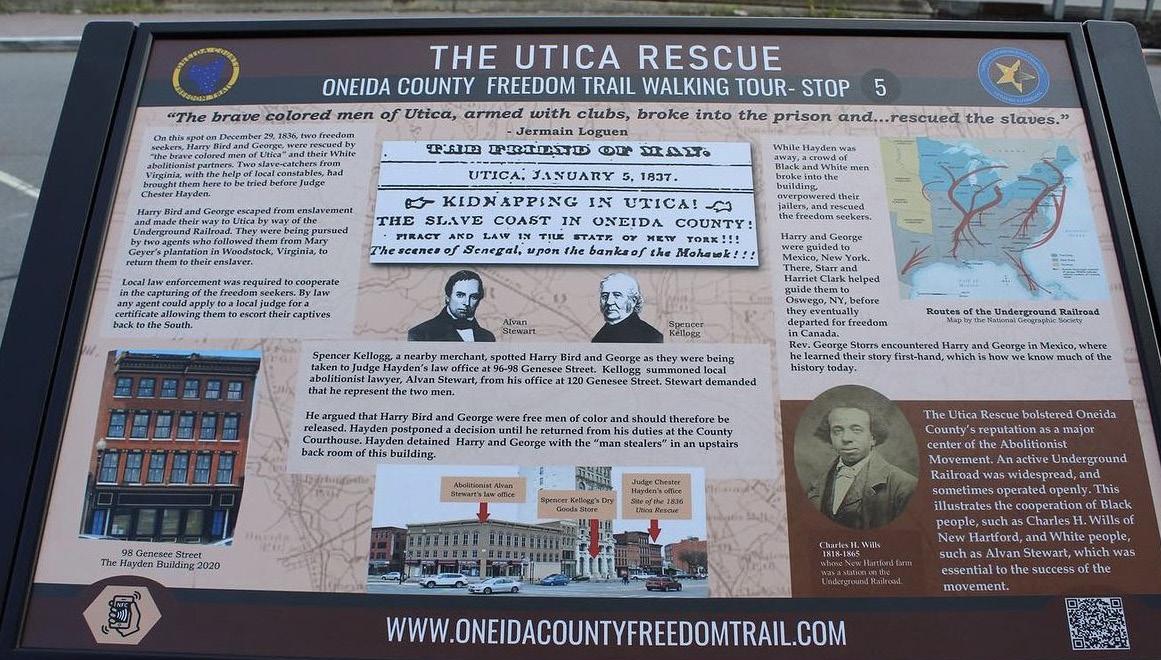 THE UTICA RESCUE
ONEIDA COUNTY FREEDOM TRAIL WALKING TOUR- STOP 5
ONEIDA COUNTY
FREEDOM TRAIL
“The brave colored men of Utica, armed with clubs, broke into the prison and...rescued the slaves.”
- Jermain Loguen
On this spot on December 29, 1836, two freedom
seekers, Harry Bird and George, were rescued by
“the brave colored men of Utica” and their White
abolitionist partners. Two slave-catchers from
Virginia, with the help of local constables, had
brought them here to be tried before Judge
Chester Hayden.
Harry Bird and George escaped from enslavement
and made their way to Utica by way of the
Underground Railroad. They were being pursued
by two agents who followed them from Mary
Geyer's plantation in Woodstock, Virginia, to
return them to their enslaver.
Local law enforcement was required to cooperate
in the capturing of the freedom seekers. By law
any agent could apply to a local judge for a
certificate allowing them to escort their captives
back to the South.
THE FRIEND OF MAN.
UTICA, JANUARY 5, 1837.
KIDNAPPING IN UTICA!
THE SLAVE COAST IN ONEIDA COUNTY!
PIRACY AND LAW IN THE STATE OF NEW YORK!!!
The scenes of Senegal, upon the banks of the Mohawk!!!
Alvan
Stewart
Spencer
Kellogg
While Hayden was
away, a crowd of
Black and White men
broke into the
building,
overpowered their
jailers, and rescued
the freedom seekers.
Harry and George
were guided to
Mexico, New York.
There, Starr and
Harriet Clark helped
guide them to
Oswego, NY, before
they eventually
departed for freedom
in Canada.
Rev. George Storrs encountered Harry and George in Mexico, where
he learned their story first-hand, which is how we know much of the
history today.
Routes of the Underground Railroad
Map by the National Geographic Society
98 Genesee Street
The Hayden Building 2020
Spencer Kellogg, a nearby merchant, spotted Harry Bird and George as they were being
taken to Judge Hayden's law office at 96-98 Genesee Street. Kellogg summoned local
abolitionist lawyer, Alvan Stewart, from his office at 120 Genesee Street. Stewart demanded
that he represent the two men.
He argued that Harry Bird and George were free men of color and should therefore be
released. Hayden postponed a decision until he returned from his duties at the County
Courthouse. Hayden detained Harry and George with the “man stealers” in an upstairs
back room of this building.
Abolitionist Alvan
Stewart's law office
Spencer Kellogg's Dry
Goods Store
Judge Chester
Hayden's office
Site of the 1836
Utica Rescue
Charles H. Wills
1818-1865
whose New Hartford farm
was a station on the
Underground Railroad.
The Utica Rescue bolstered Oneida
County's reputation as a major
center of the Abolitionist
Movement. An active Underground
Railroad was widespread, and
sometimes operated openly. This
illustrates the cooperation of Black
people, such as Charles H. Wills of
New Hartford, and White people,
such as Alvan Stewart, which was
essential to the success of the
movement.
NFC
WWW.ONEIDACOUNTYFREEDOMTRAIL.COM